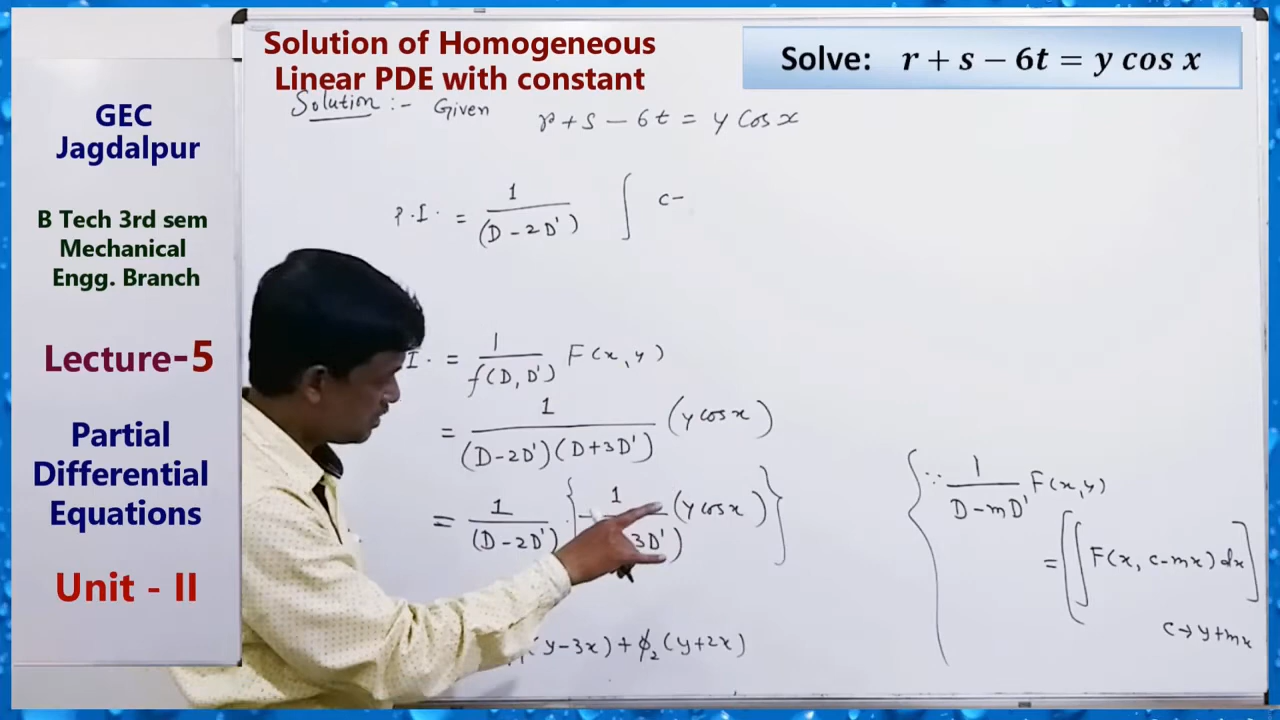 Solution of Homogeneous
Linear PDE with constant
Solve: r + s − 6t = y cos x
GEC
Jagdalpur
B Tech 3rd sem
Mechanical
Engg. Branch
Lecture-5
Partial
Differential
Equations
Unit - II
Solution :- Given r + s − 6t = y Cos x
P.I. = 1/(D − 2D') ∫ c-
I. = 1/f(D, D') F(x, y)
= 1/((D − 2D')(D + 3D')) (y cos x)
= 1/(D − 2D') · { 1/ 3D') (y cos x) }
(y − 3x) + ϕ₂ (y + 2x)
{ ∵ 1/(D − mD') F(x, y)
= [ ∫ F(x, c − mx) dx ]
c → y + mx